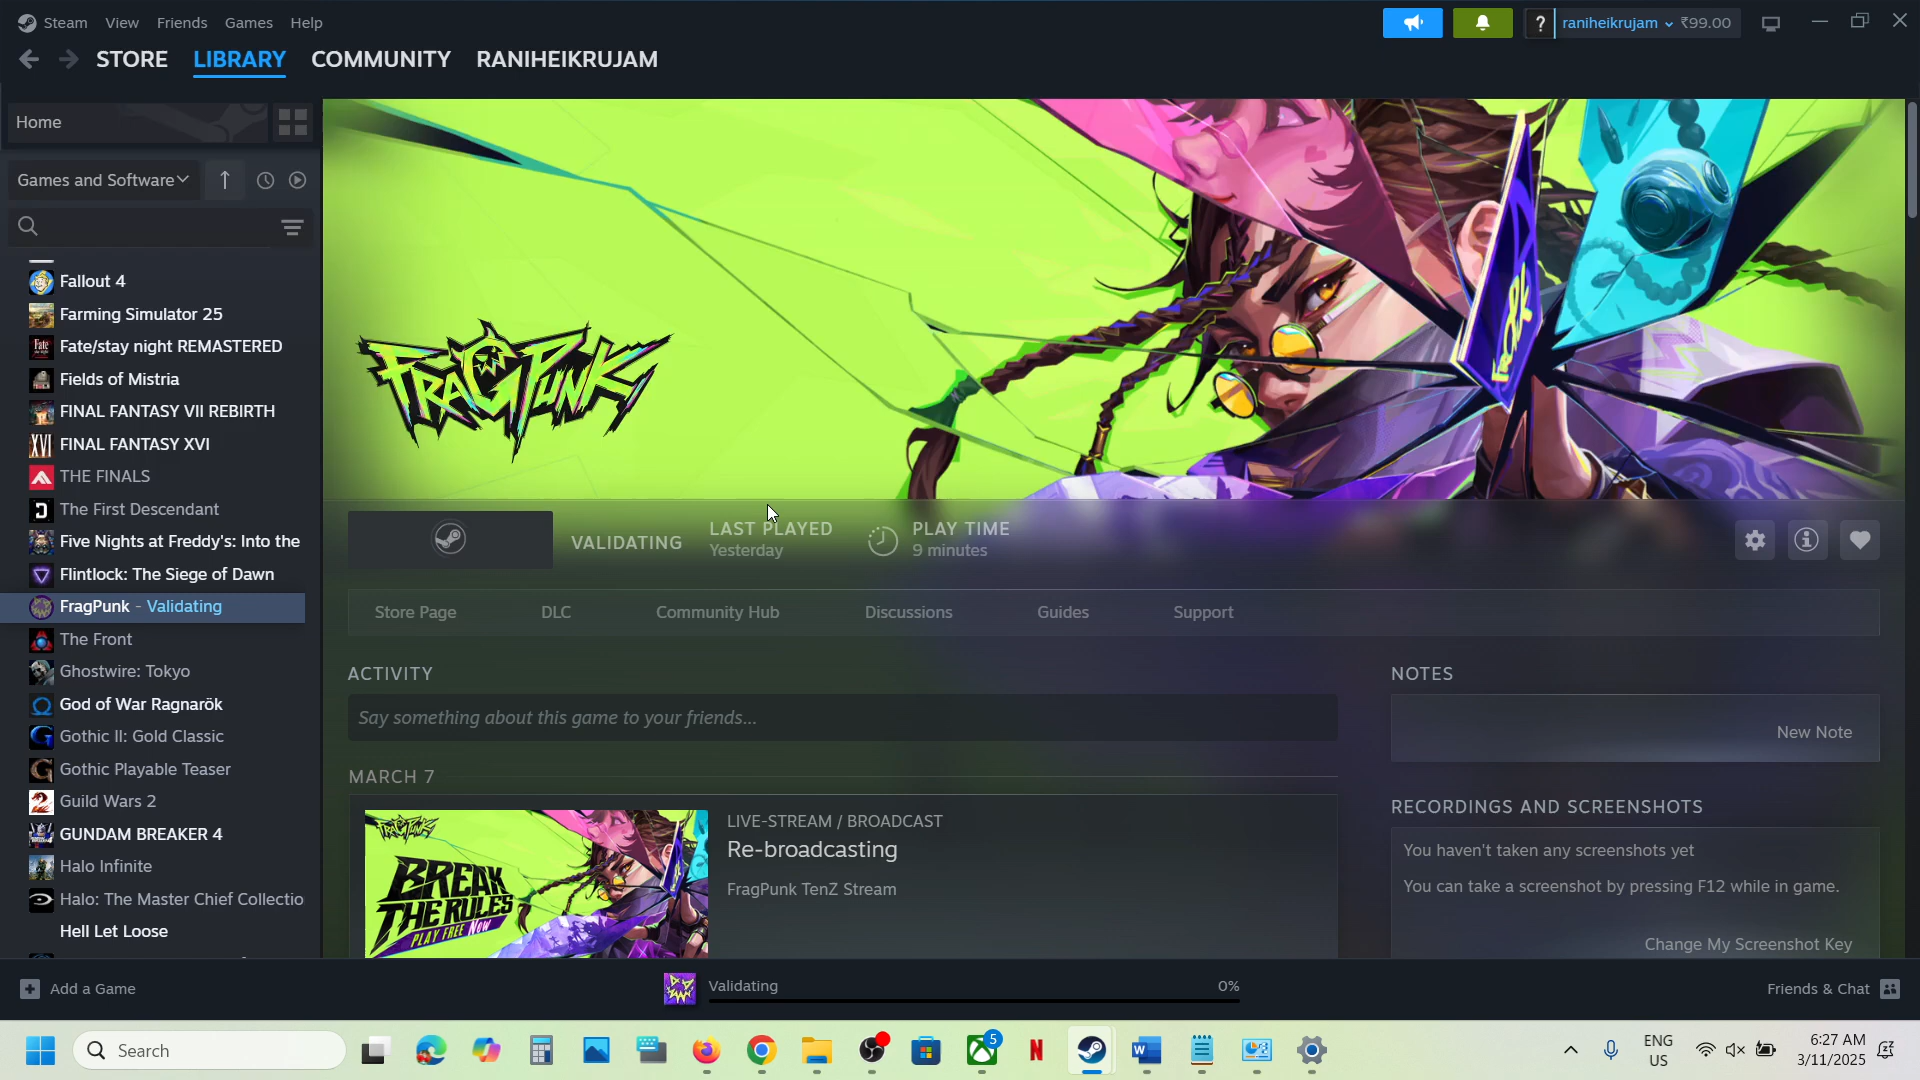 Steam View Friends Games Help
? raniheikrujam ₹99.00
STORE LIBRARY COMMUNITY RANIHEIKRUJAM
Home
Games and Software
Fallout 4
Farming Simulator 25
Fate/stay night REMASTERED
Fields of Mistria
FINAL FANTASY VII REBIRTH
FINAL FANTASY XVI
THE FINALS
The First Descendant
Five Nights at Freddy's: Into the
Flintlock: The Siege of Dawn
FragPunk - Validating
The Front
Ghostwire: Tokyo
God of War Ragnarök
Gothic II: Gold Classic
Gothic Playable Teaser
Guild Wars 2
GUNDAM BREAKER 4
Halo Infinite
Halo: The Master Chief Collectio
Hell Let Loose
Add a Game
FRAGPUNK
VALIDATING
LAST PLAYED
Yesterday
PLAY TIME
9 minutes
Store Page DLC Community Hub Discussions Guides Support
ACTIVITY
Say something about this game to your friends...
MARCH 7
FRAGPUNK
BREAK
THE RULES
PLAY FREE NOW
LIVE-STREAM / BROADCAST
Re-broadcasting
FragPunk TenZ Stream
NOTES
New Note
RECORDINGS AND SCREENSHOTS
You haven't taken any screenshots yet
You can take a screenshot by pressing F12 while in game.
Change My Screenshot Key
Validating 0%
Friends & Chat
Search
5
ENG
US
6:27 AM
3/11/2025